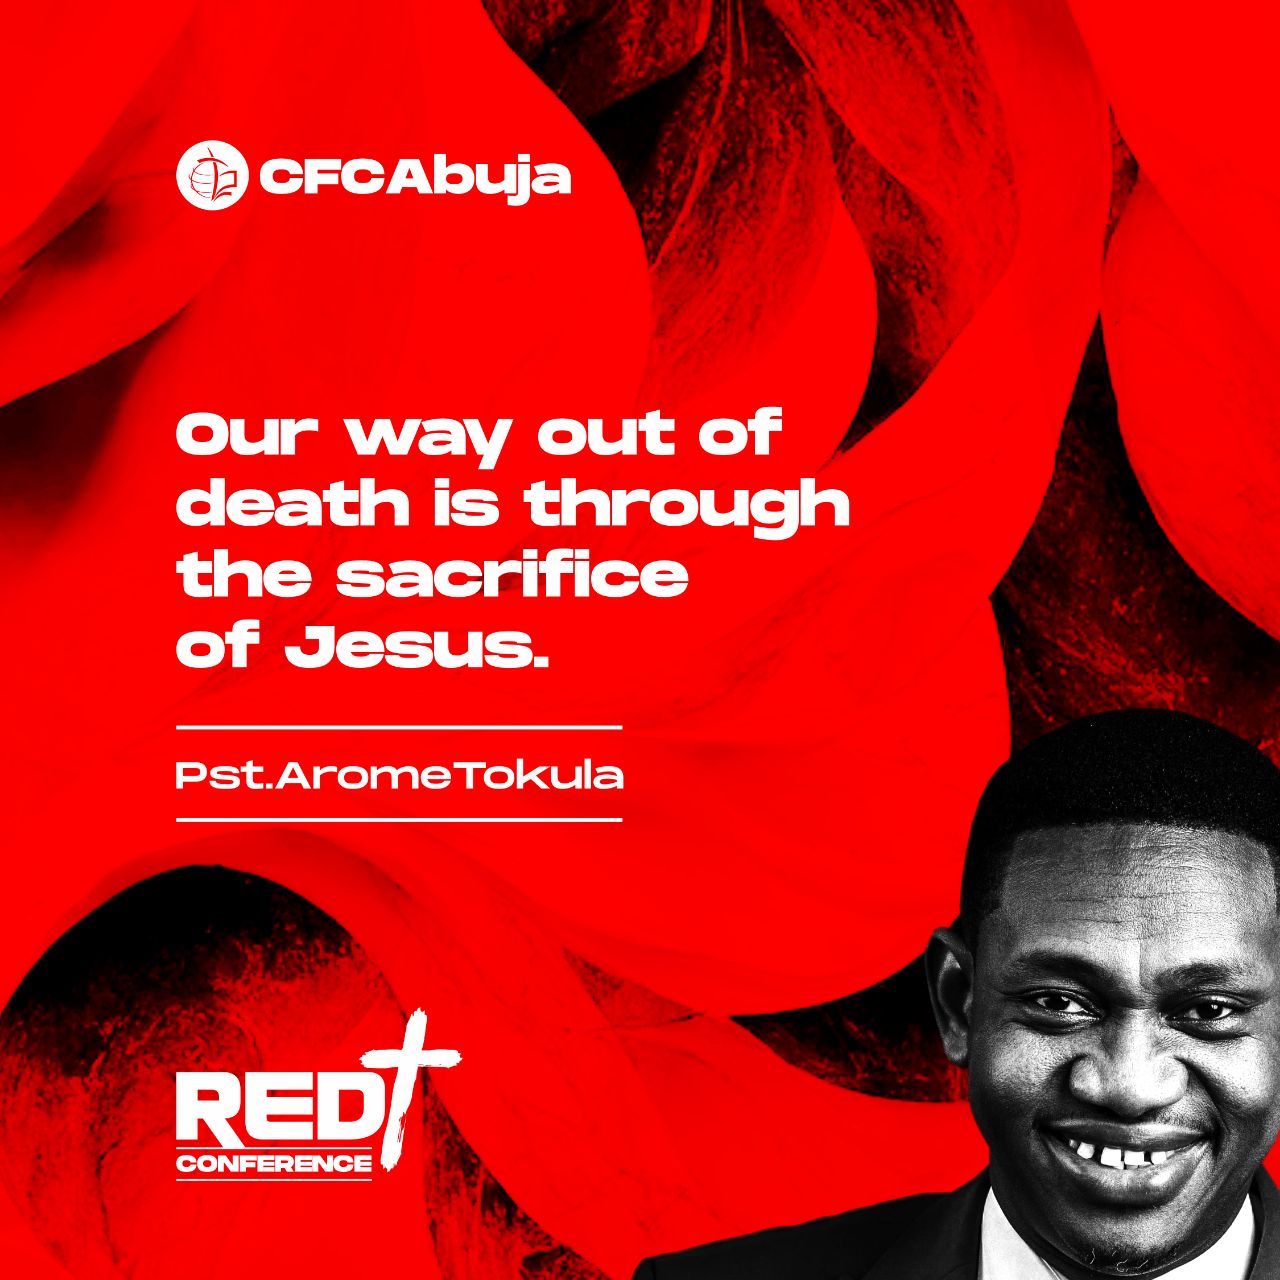 CFCAbuja
Our way out of
death is through
the sacrifice
of Jesus.
Pst.AromeTokula
RED
CONFERENCE